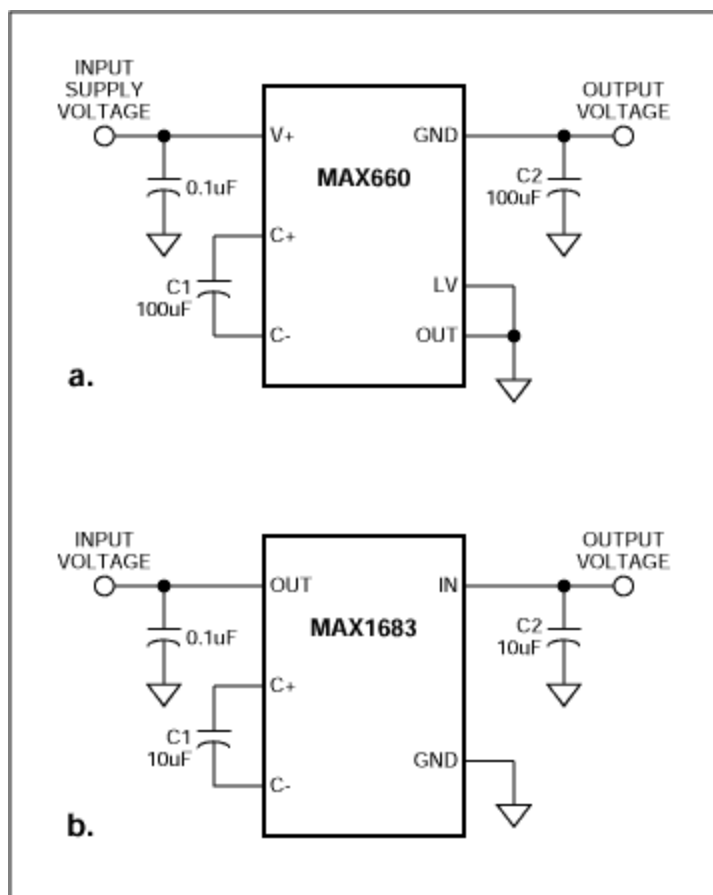 INPUT
SUPPLY
VOLTAGE
OUTPUT
VOLTAGE
V+
GND
MAX660
0.1uF
C2
100uF
C+
C1
100uF
LV
C-
OUT
a.
INPUT
VOLTAGE
OUTPUT
VOLTAGE
OUT
IN
MAX1683
0.1uF
C2
10uF
C+
C1
10uF
GND
C-
b.